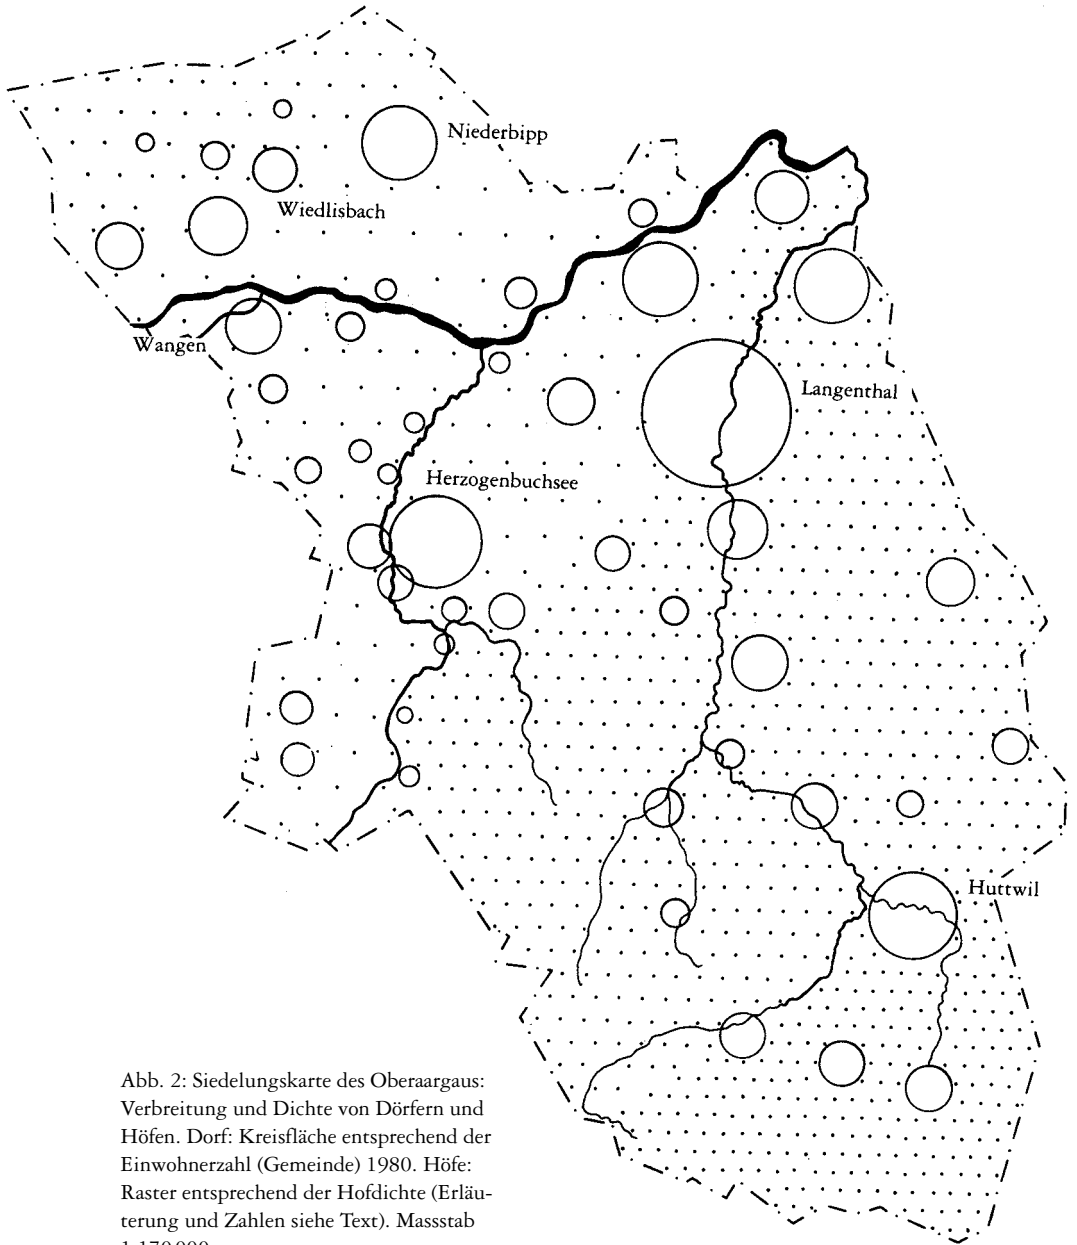 Niederbipp
Wiedlisbach
Wangen
Langenthal
Herzogenbuchsee
Huttwil
Abb. 2: Siedelungskarte des Oberaargaus:
Verbreitung und Dichte von Dörfern und
Höfen. Dorf: Kreisfläche entsprechend der
Einwohnerzahl (Gemeinde) 1980. Höfe:
Raster entsprechend der Hofdichte (Erläu-
terung und Zahlen siehe Text). Massstab